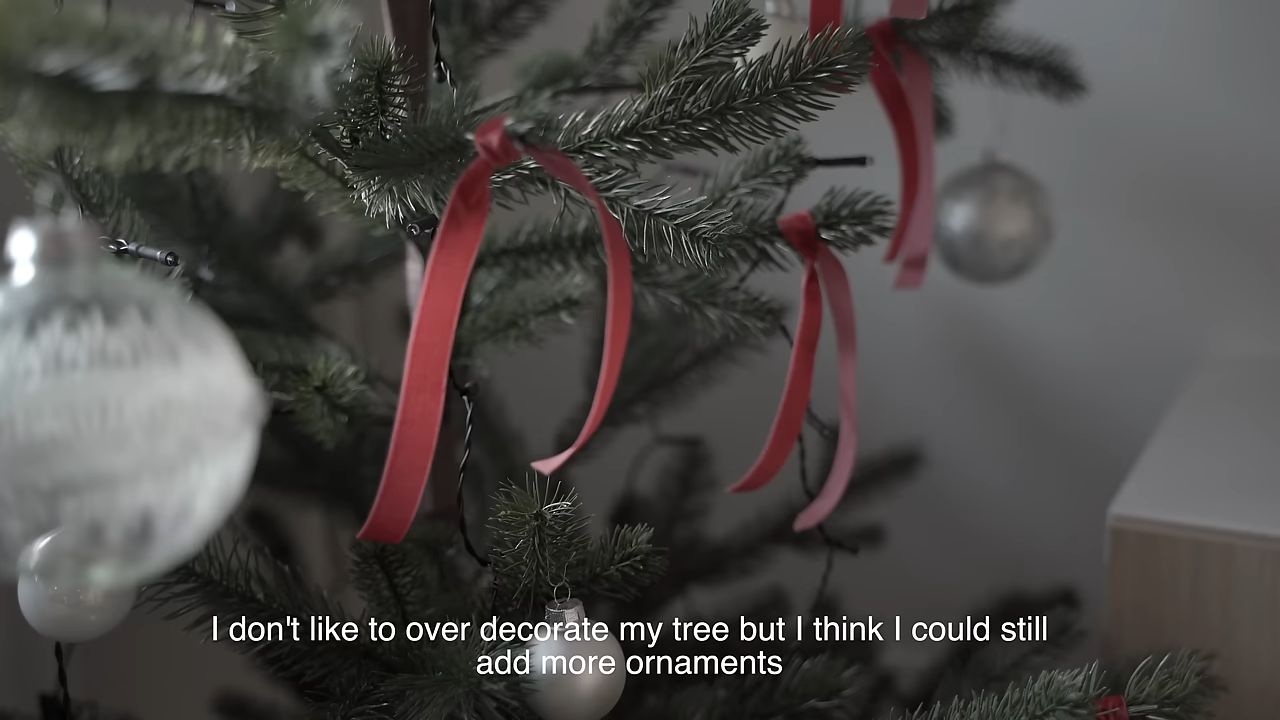 I don't like to over decorate my tree but I think I could still
add more ornaments